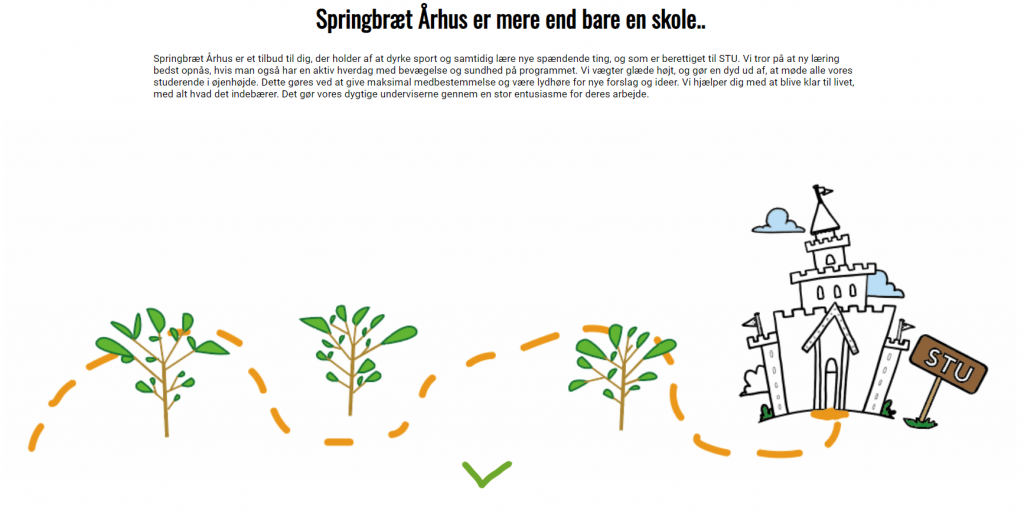 Springbræt Århus er mere end bare en skole..
Springbræt Århus er et tilbud til dig, der holder af at dyrke sport og samtidig lære nye spændende ting, og som er berettiget til STU. Vi tror på at ny læring
bedst opnås, hvis man også har en aktiv hverdag med bevægelse og sundhed på programmet. Vi vægter glæde højt, og gør en dyd ud af, at møde alle vores
studerende i øjenhøjde. Dette gøres ved at give maksimal medbestemmelse og være lydhøre for nye forslag og ideer. Vi hjælper dig med at blive klar til livet,
med alt hvad det indebærer. Det gør vores dygtige underviserne gennem en stor entusiasme for deres arbejde.
STU